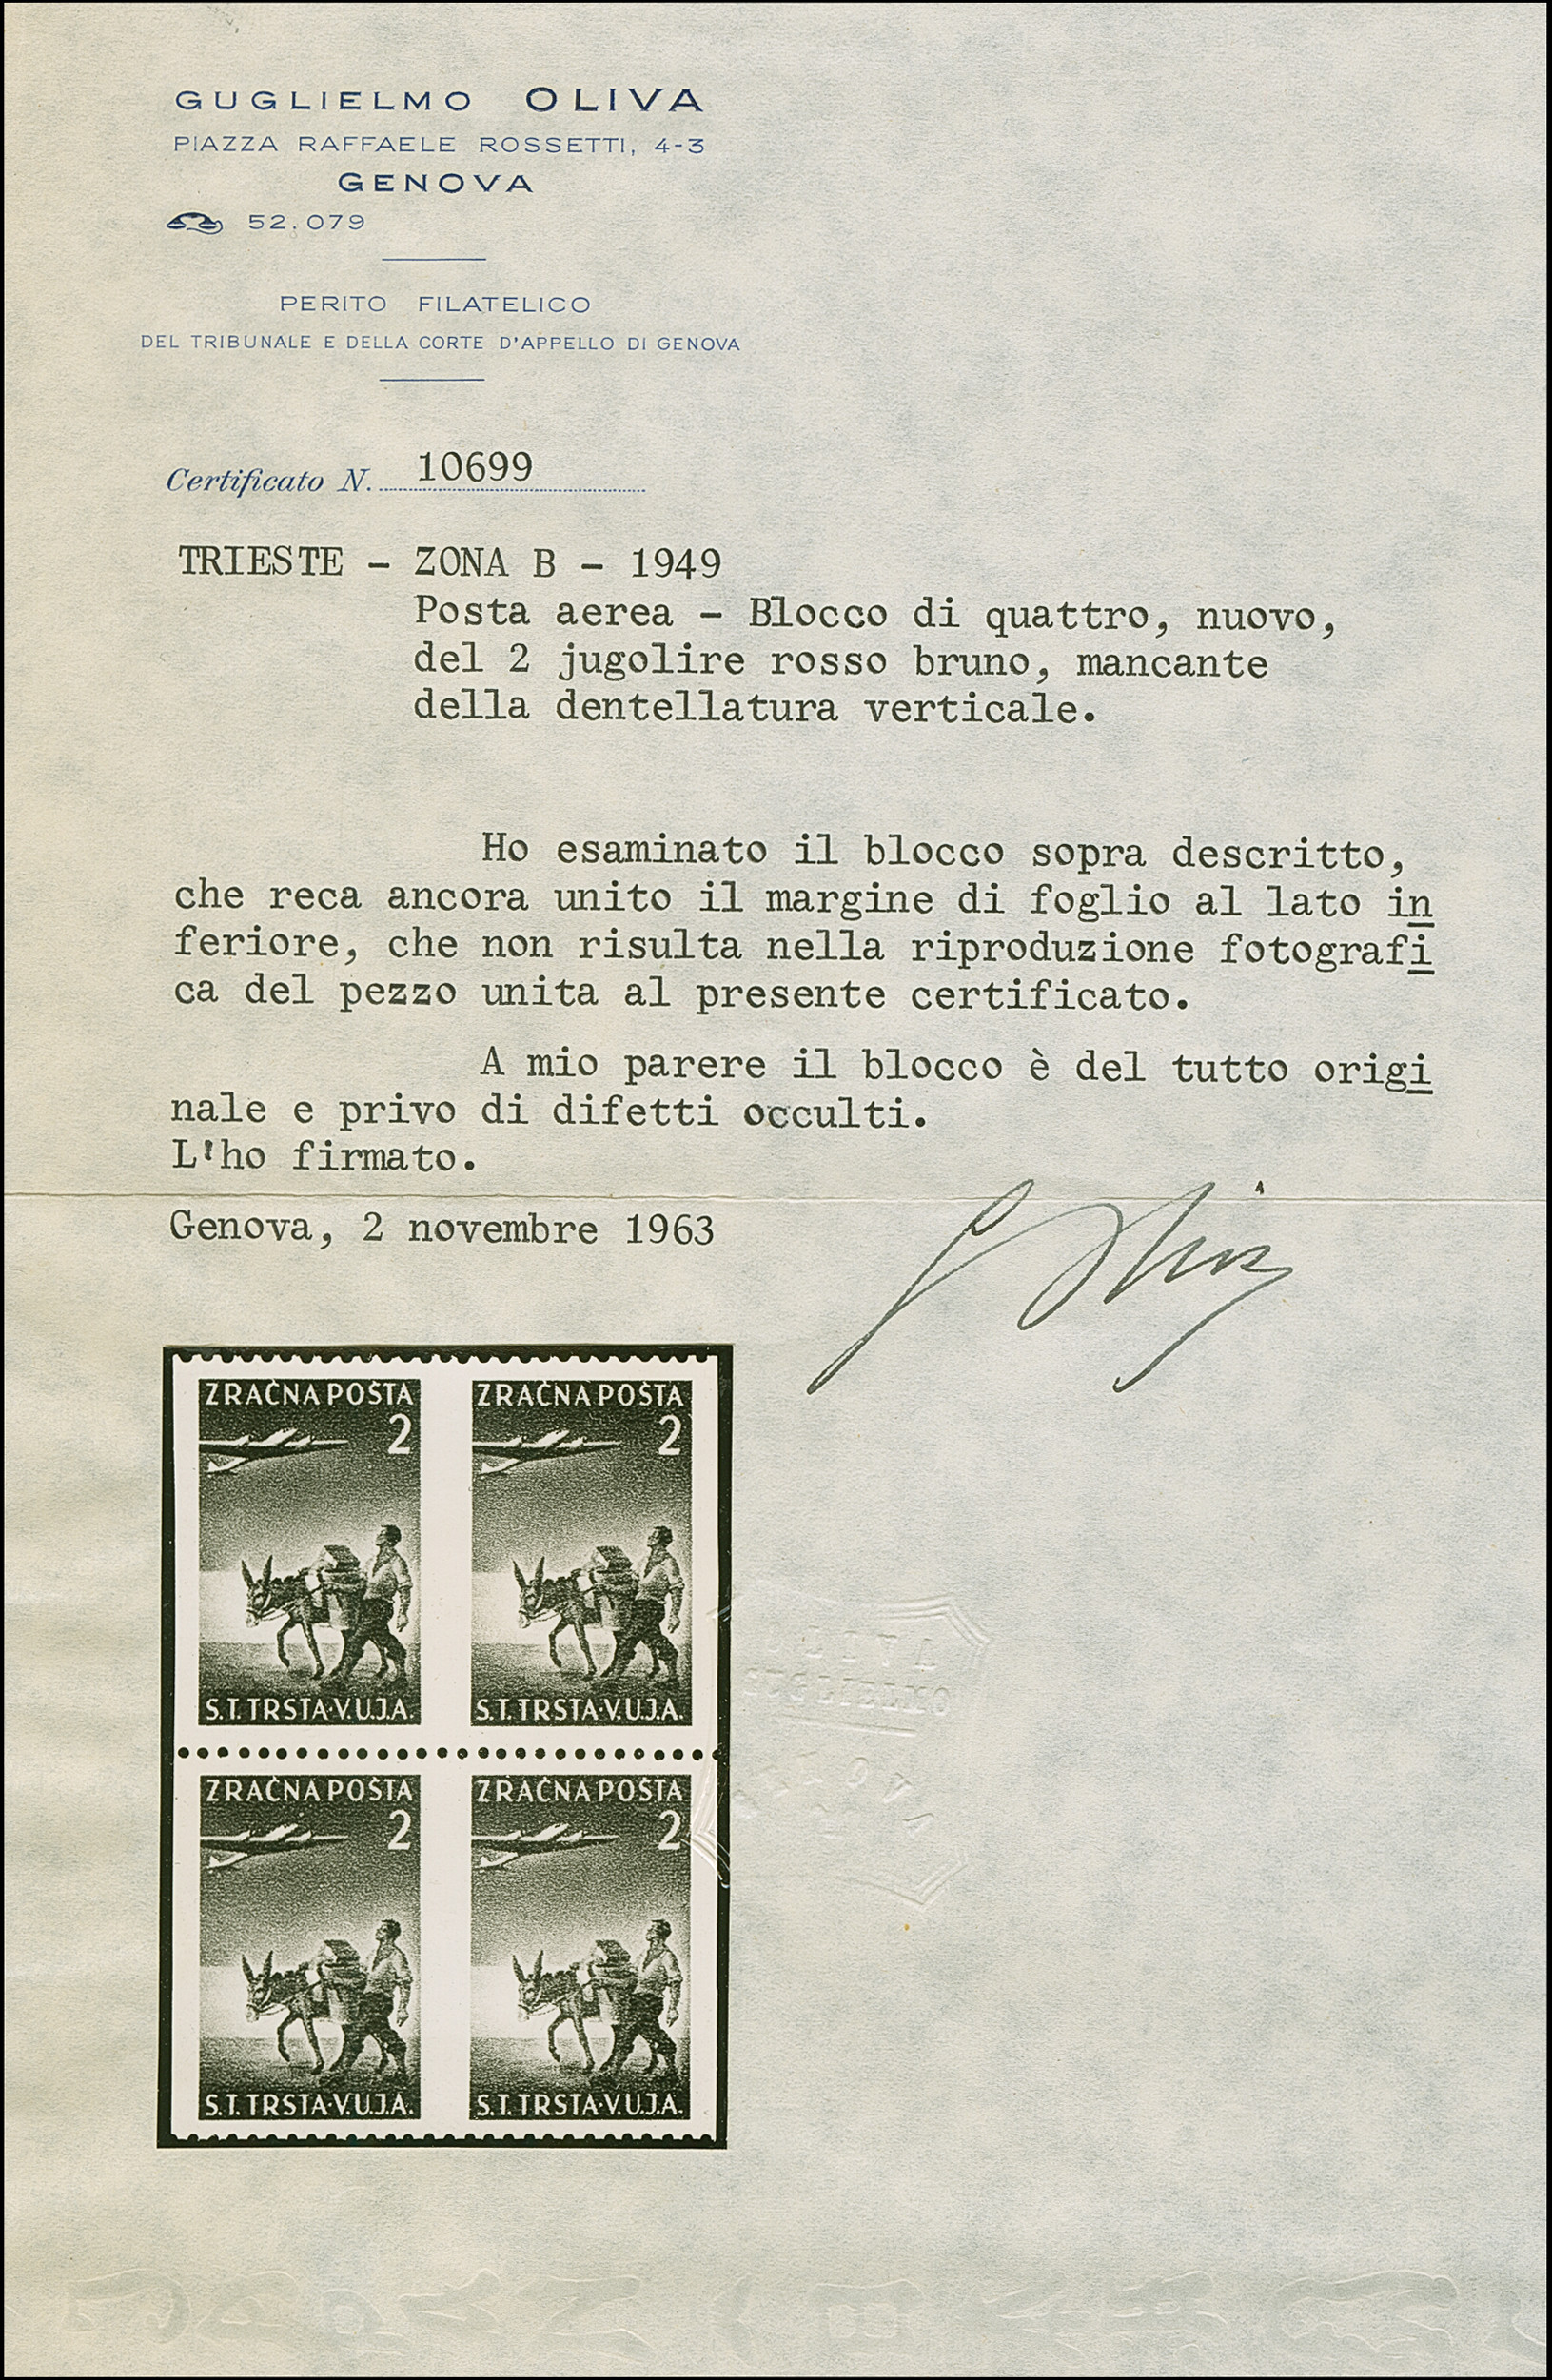 GUGLIELMO OLIVA
PIAZZA RAFFAELE ROSSETTI, 4-3
GENOVA
52.079
PERITO FILATELICO
DEL TRIBUNALE E DELLA CORTE D'APPELLO DI GENOVA
Certificato N. 10699
TRIESTE - ZONA B - 1949
Posta aerea - Blocco di quattro, nuovo,
del 2 jugolire rosso bruno, mancante
della dentellatura verticale.
Ho esaminato il blocco sopra descritto,
che reca ancora unito il margine di foglio al lato in
feriore, che non risulta nella riproduzione fotografi
ca del pezzo unita al presente certificato.
A mio parere il blocco è del tutto origi
nale e privo di difetti occulti.
L'ho firmato.
Genova, 2 novembre 1963
G Oliva
ZRAČNA POŠTA ZRAČNA POŠTA
2 2
S.T.TRSTA·V.U.J.A. S.T.TRSTA·V.U.J.A.
OLIVA
GUGLIELMO
ZRAČNA POŠTA ZRAČNA POŠTA
2 2
S.T.TRSTA·V.U.J.A. S.T.TRSTA·V.U.J.A.